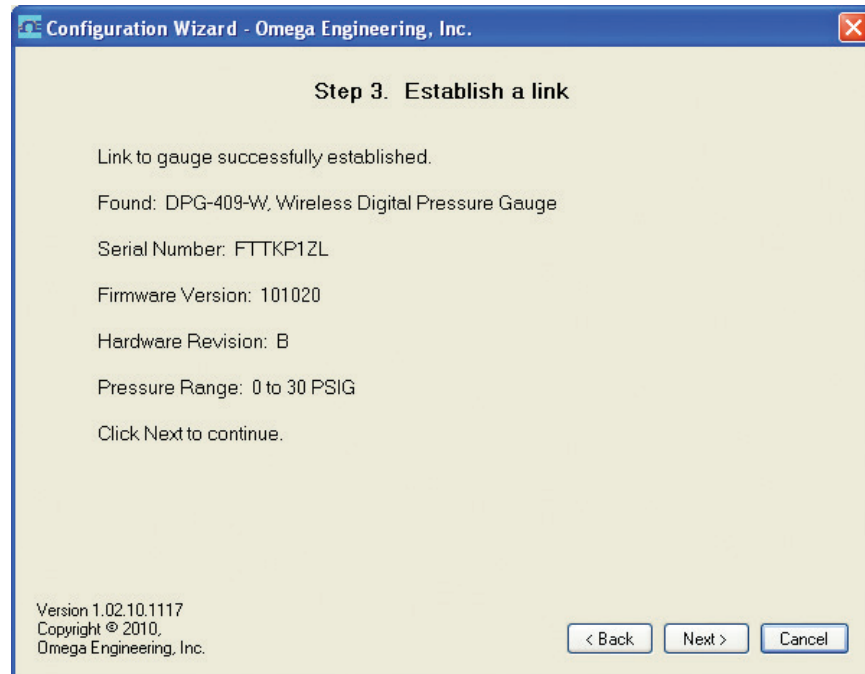 Configuration Wizard - Omega Engineering, Inc.
Step 3. Establish a link
Link to gauge successfully established.
Found: DPG-409-W, Wireless Digital Pressure Gauge
Serial Number: FTTKP1ZL
Firmware Version: 101020
Hardware Revision: B
Pressure Range: 0 to 30 PSIG
Click Next to continue.
Version 1.02.10.1117
Copyright © 2010,
Omega Engineering, Inc.
< Back Next > Cancel